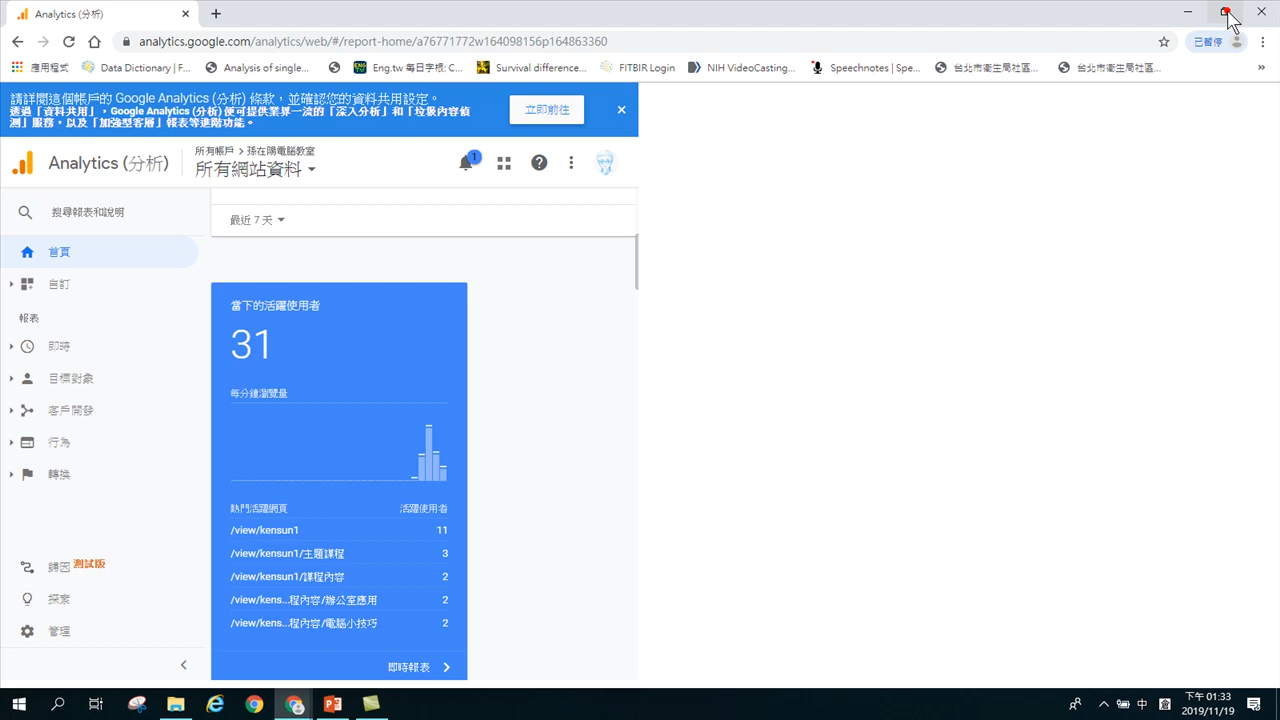 Analytics (分析)
analytics.google.com/analytics/web/#/report-home/a76771772w164098156p164863360
已暫停
應用程式
Data Dictionary | F...
Analysis of single...
Eng.tw 每日字根: C...
Survival difference...
FITBIR Login
NIH VideoCasting...
Speechnotes | Spe...
台北市衛生局社區...
台北市衛生局社區...
»
請詳閱這個帳戶的 Google Analytics (分析) 條款，並確認您的資料共用設定。
透過「資料共用」，Google Analytics (分析) 便可提供業界一流的「深入分析」和「垃圾內容偵
測」服務，以及「加強型客層」報表等進階功能。
立即前往
Analytics (分析)
所有帳戶 > 孫在陽電腦教室
所有網站資料
1
搜尋報表和說明
最近 7 天
首頁
自訂
報表
即時
目標對象
客戶開發
行為
轉換
歸因 測試版
探索
管理
當下的活躍使用者
31
每分鐘瀏覽量
熱門活躍網頁 活躍使用者
/view/kensun1 11
/view/kensun1/主題課程 3
/view/kensun1/課程內容 2
/view/kens...程內容/辦公室應用 2
/view/kens...程內容/電腦小技巧 2
即時報表
中
下午 01:33
2019/11/19